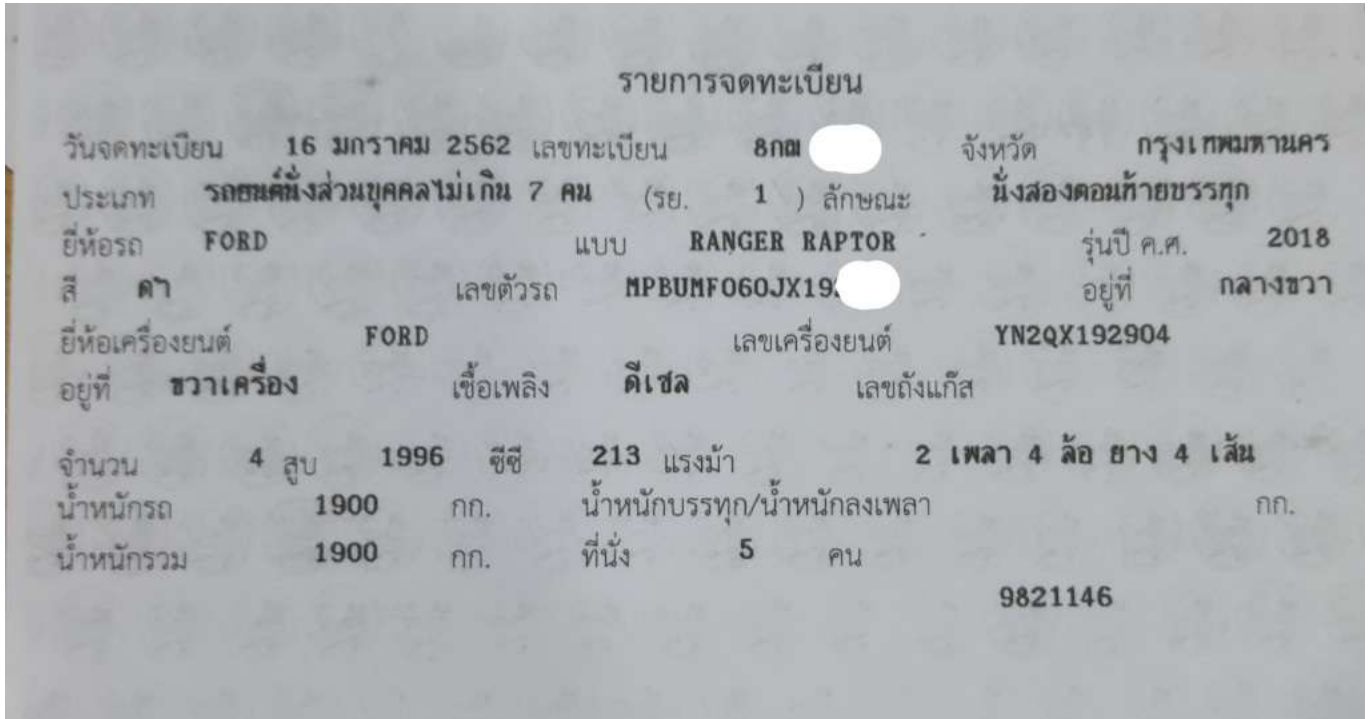 รายการจดทะเบียน
วันจดทะเบียน 16 มกราคม 2562 เลขทะเบียน 8กฒ จังหวัด กรุงเทพมหานคร
ประเภท รถยนต์นั่งส่วนบุคคลไม่เกิน 7 คน (รย. 1 ) ลักษณะ นั่งสองตอนท้ายบรรทุก
ยี่ห้อรถ FORD แบบ RANGER RAPTOR รุ่นปี ค.ศ. 2018
สี ดำ เลขตัวรถ MPBUMF060JX19 อยู่ที่ กลางขวา
ยี่ห้อเครื่องยนต์ FORD เลขเครื่องยนต์ YN2QX192904
อยู่ที่ ขวาเครื่อง เชื้อเพลิง ดีเซล เลขถังแก๊ส
จำนวน 4 สูบ 1996 ซีซี 213 แรงม้า 2 เพลา 4 ล้อ ยาง 4 เส้น
น้ำหนักรถ 1900 กก. น้ำหนักบรรทุก/น้ำหนักลงเพลา กก.
น้ำหนักรวม 1900 กก. ที่นั่ง 5 คน
9821146